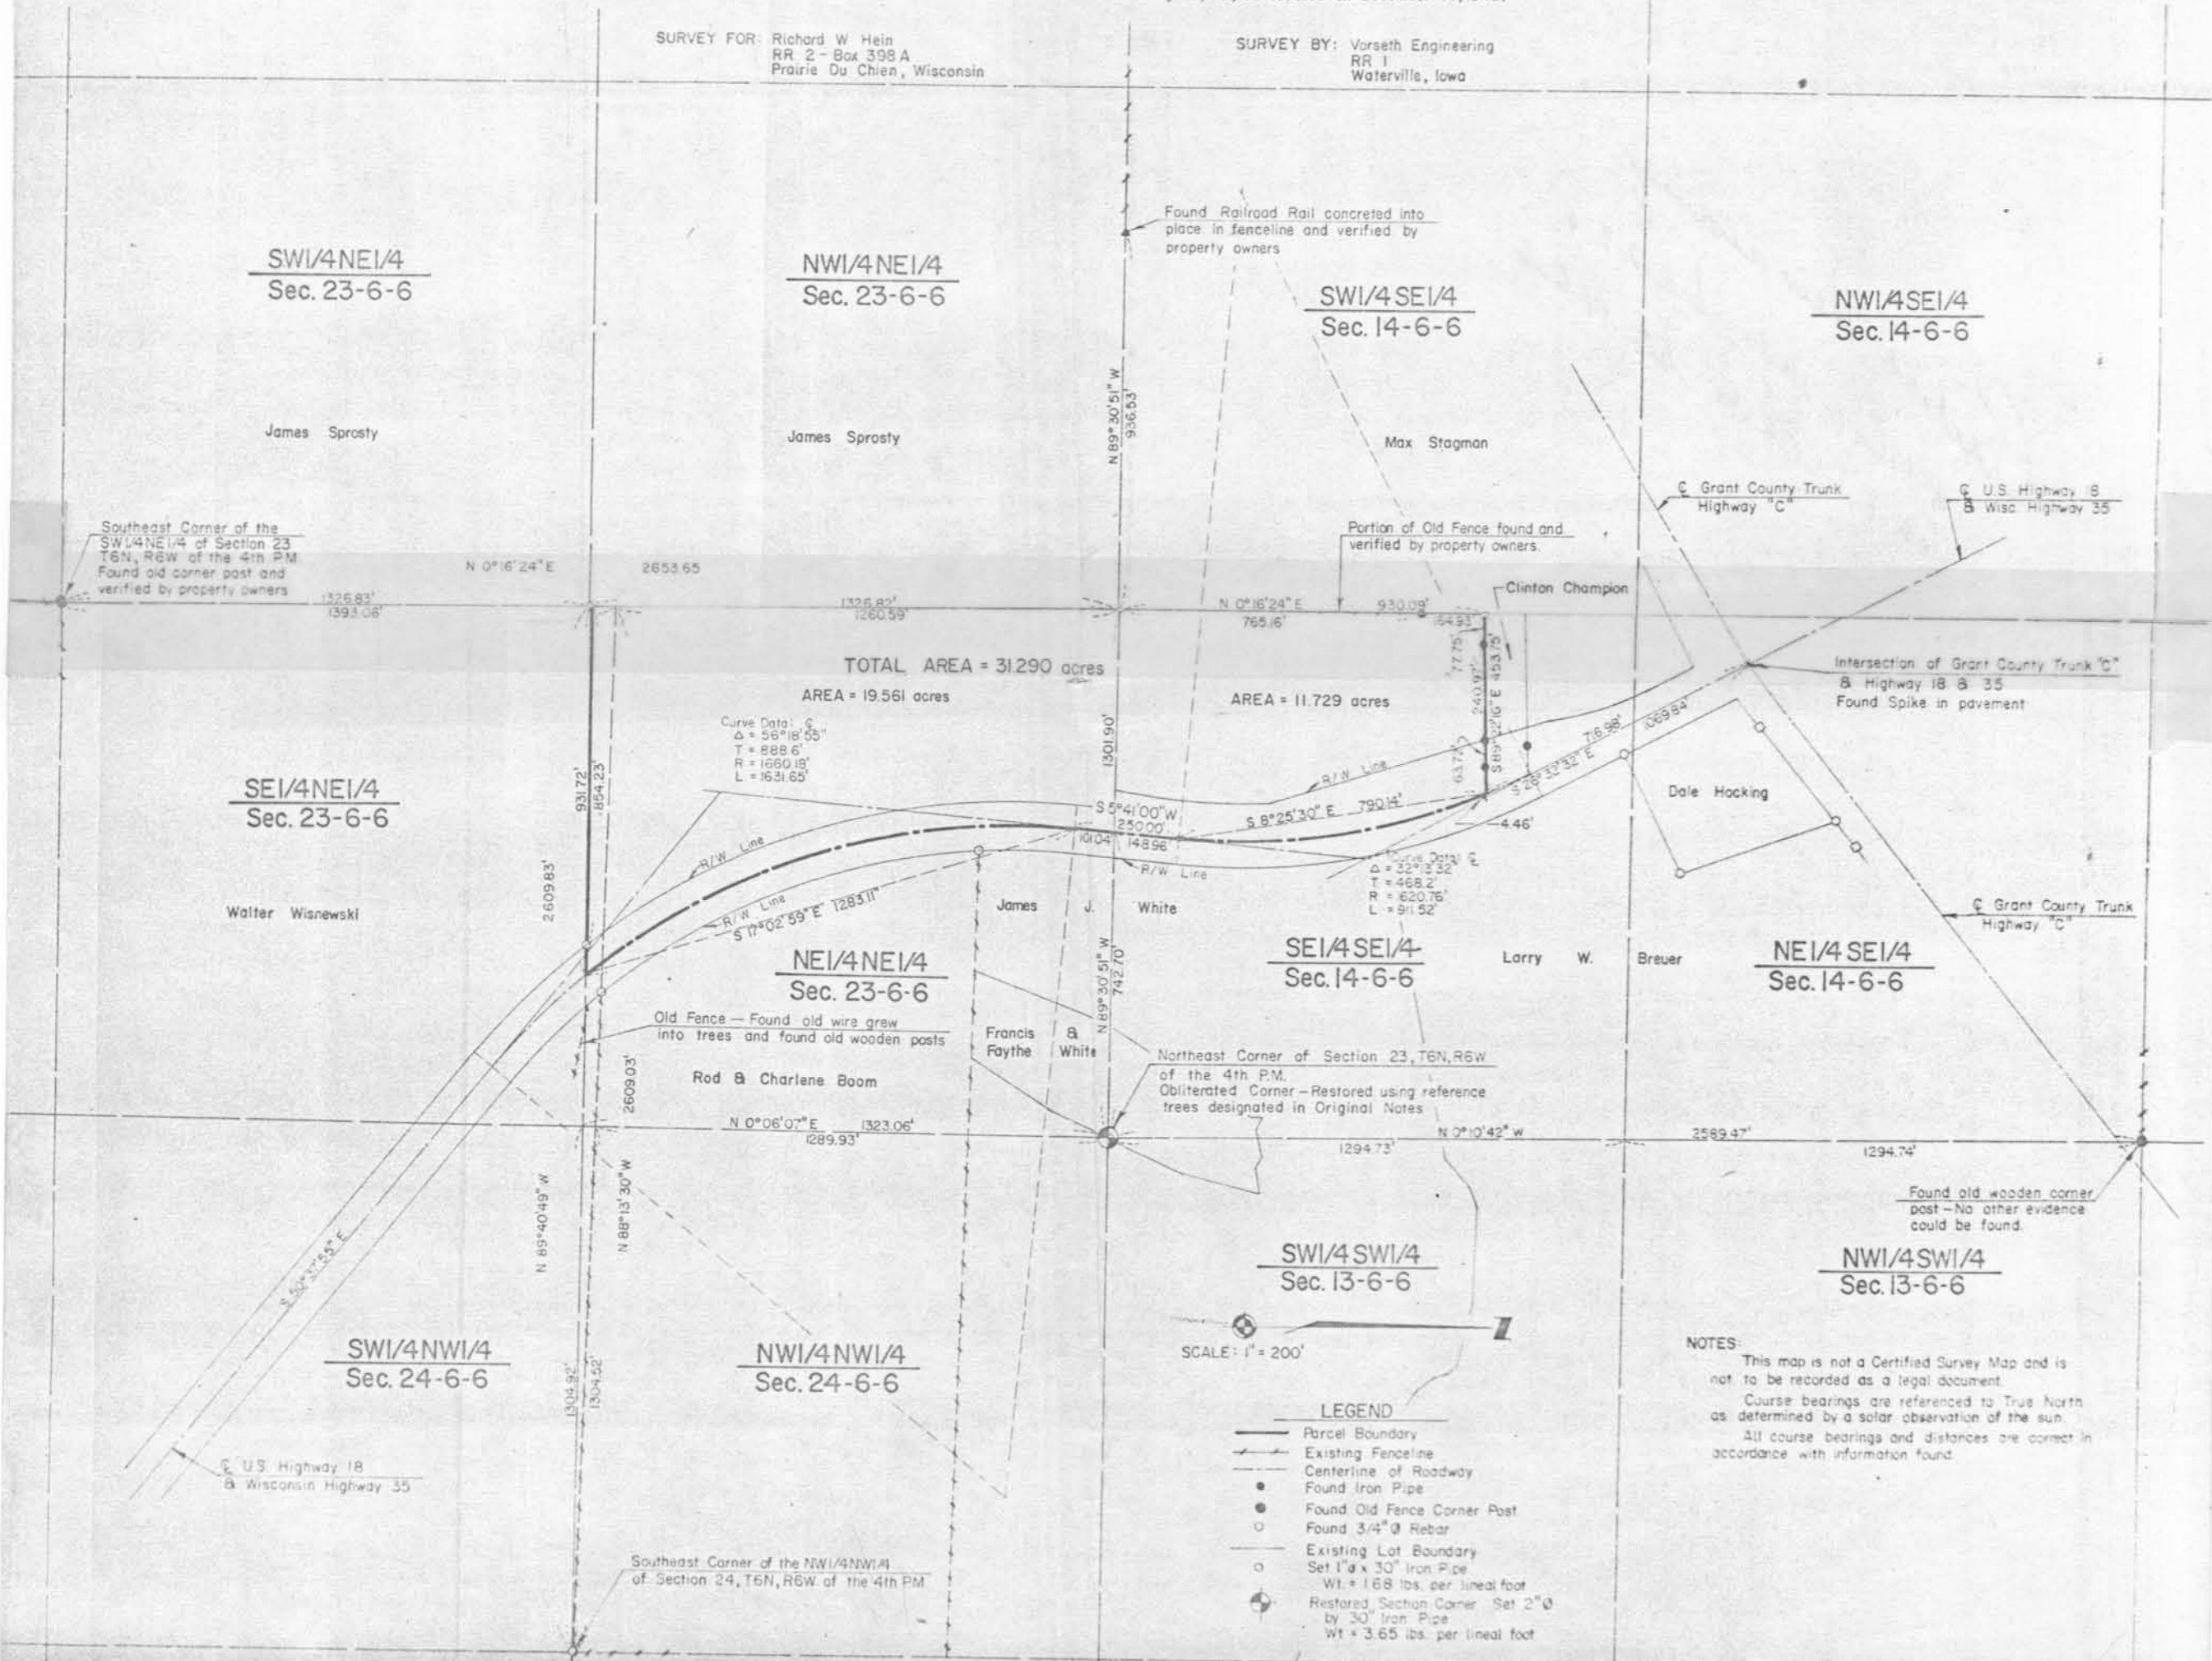 SURVEY FOR: Richard W Hein
RR 2 - Box 398 A
Prairie Du Chien, Wisconsin
SURVEY BY: Vorseth Engineering
RR 1
Waterville, Iowa
Found Railroad Rail concreted into
place in fenceline and verified by
property owners
SW1/4NE1/4
Sec. 23-6-6
NW1/4NE1/4
Sec. 23-6-6
SW1/4SE1/4
Sec. 14-6-6
NW1/4SE1/4
Sec. 14-6-6
James Sprosty
James Sprosty
N89°30'51" W
936.53'
Max Stagman
℄ Grant County Trunk
Highway "C"
℄ U.S. Highway 18
& Wisc. Highway 35
Southeast Corner of the
SW1/4NE1/4 of Section 23
T6N, R6W of the 4th PM
Found old corner post and
verified by property owners
Portion of Old Fence found and
verified by property owners.
N 0°16'24" E
2653.65
Clinton Champion
1326.83'
1393.06'
1326.82'
1260.59'
N 0°16'24" E
930.09'
765.16'
164.93'
TOTAL AREA = 31.290 acres
AREA = 19.561 acres
AREA = 11.729 acres
77.75'
240.97'
S89°22'16"E 453.75'
Intersection of Grant County Trunk "C"
& Highway 18 & 35
Found Spike in pavement
Curve Data: ℄
Δ = 56°18'55"
T = 888.6'
R = 1660.18'
L = 1631.65'
1301.90'
716.98'
1069.84'
S 28°32'32" E
R/W Line
SE1/4NE1/4
Sec. 23-6-6
931.72'
854.23'
Dale Hocking
S 5°41'00" W
250.00'
101.04'
148.96'
S 8°25'30" E 790.14'
4.46'
R/W Line
R/W Line
R/W Line
S 17°02'59" E 1283.11'
Curve Data: ℄
Δ = 32°13'32"
T = 468.2'
R = 1620.76'
L = 911.52'
2609.83'
Walter Wisnewski
James J. White
℄ Grant County Trunk
Highway "C"
NE1/4NE1/4
Sec. 23-6-6
N89°30'51" W
742.70'
SE1/4SE1/4
Sec. 14-6-6
Larry W. Breuer
NE1/4SE1/4
Sec. 14-6-6
Old Fence — Found old wire grew
into trees and found old wooden posts
Francis &
Faythe White
Northeast Corner of Section 23, T6N, R6W
of the 4th P.M.
Obliterated Corner — Restored using reference
trees designated in Original Notes
Rod & Charlene Boom
2609.03'
N 0°06'07" E
1323.06'
1289.93'
N 0°10'42" W
1294.73'
2589.47'
1294.74'
N 89°40'49" W
N 88°13'30" W
Found old wooden corner
post — No other evidence
could be found.
S 50°37'55" E
SW1/4SW1/4
Sec. 13-6-6
NW1/4SW1/4
Sec. 13-6-6
SCALE: 1" = 200'
SW1/4NW1/4
Sec. 24-6-6
NW1/4NW1/4
Sec. 24-6-6
1304.92'
1304.52'
NOTES:
This map is not a Certified Survey Map and is
not to be recorded as a legal document.
Course bearings are referenced to True North
as determined by a solar observation of the sun.
All course bearings and distances are correct in
accordance with information found.
℄ U.S. Highway 18
& Wisconsin Highway 35
LEGEND
Parcel Boundary
Existing Fenceline
Centerline of Roadway
Found Iron Pipe
Found Old Fence Corner Post
Found 3/4" Ø Rebar
Existing Lot Boundary
Set 1" Ø x 30" Iron Pipe
Wt. = 1.68 lbs. per lineal foot
Restored Section Corner Set 2" Ø
by 30" Iron Pipe
Wt = 3.65 lbs. per lineal foot
Southeast Corner of the NW1/4NW1/4
of Section 24, T6N, R6W of the 4th PM